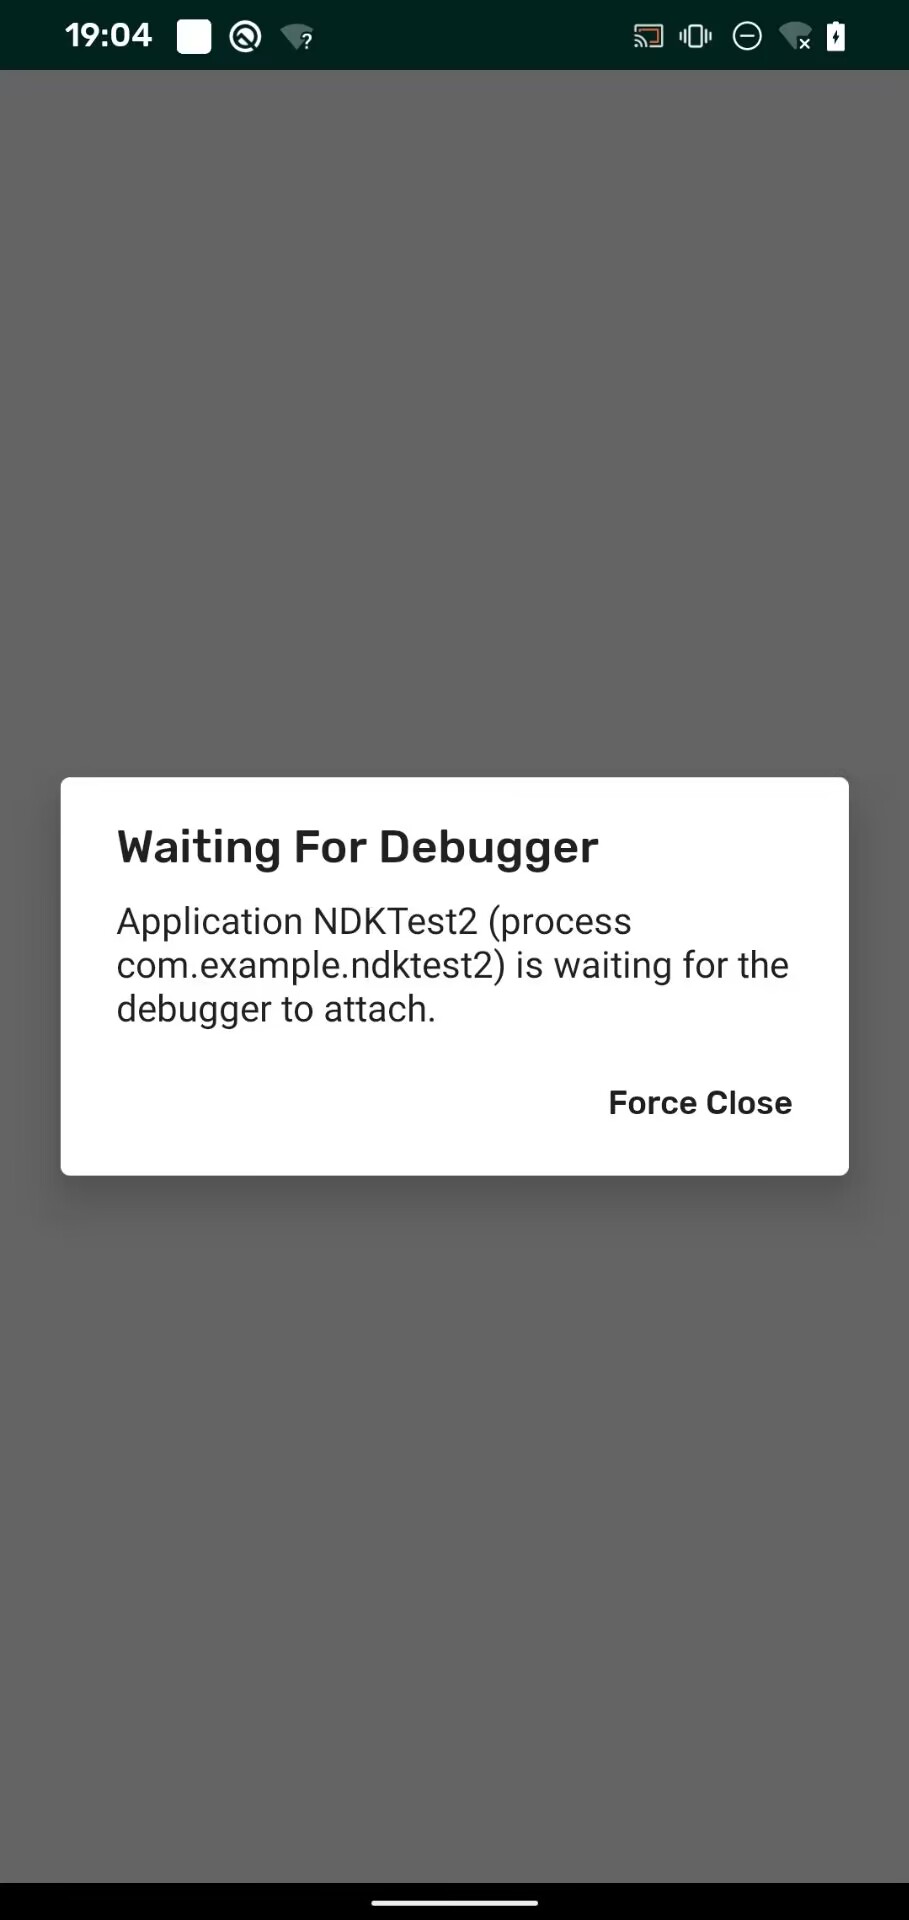 19:04
Waiting For Debugger
Application NDKTest2 (process
com.example.ndktest2) is waiting for the
debugger to attach.
Force Close